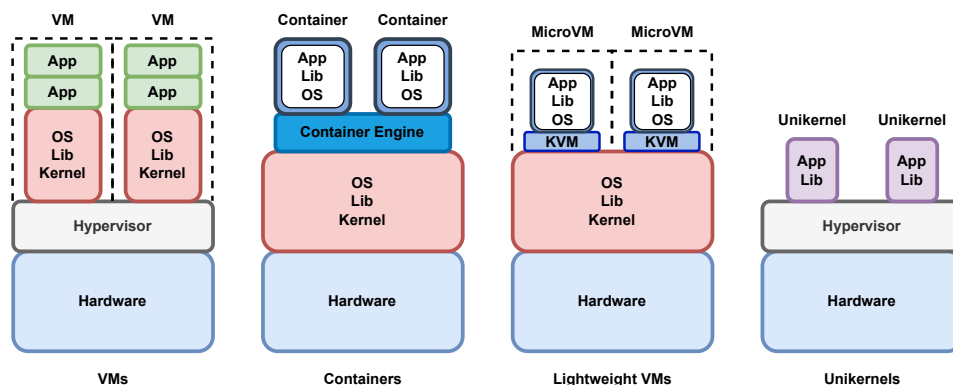 VM
VM
App
App
App
App
OS
Lib
Kernel
OS
Lib
Kernel
Hypervisor
Hardware
VMs
Container
Container
App
Lib
OS
App
Lib
OS
Container Engine
OS
Lib
Kernel
Hardware
Containers
MicroVM
MicroVM
App
Lib
OS
App
Lib
OS
KVM
KVM
OS
Lib
Kernel
Hardware
Lightweight VMs
Unikernel
Unikernel
App
Lib
App
Lib
Hypervisor
Hardware
Unikernels